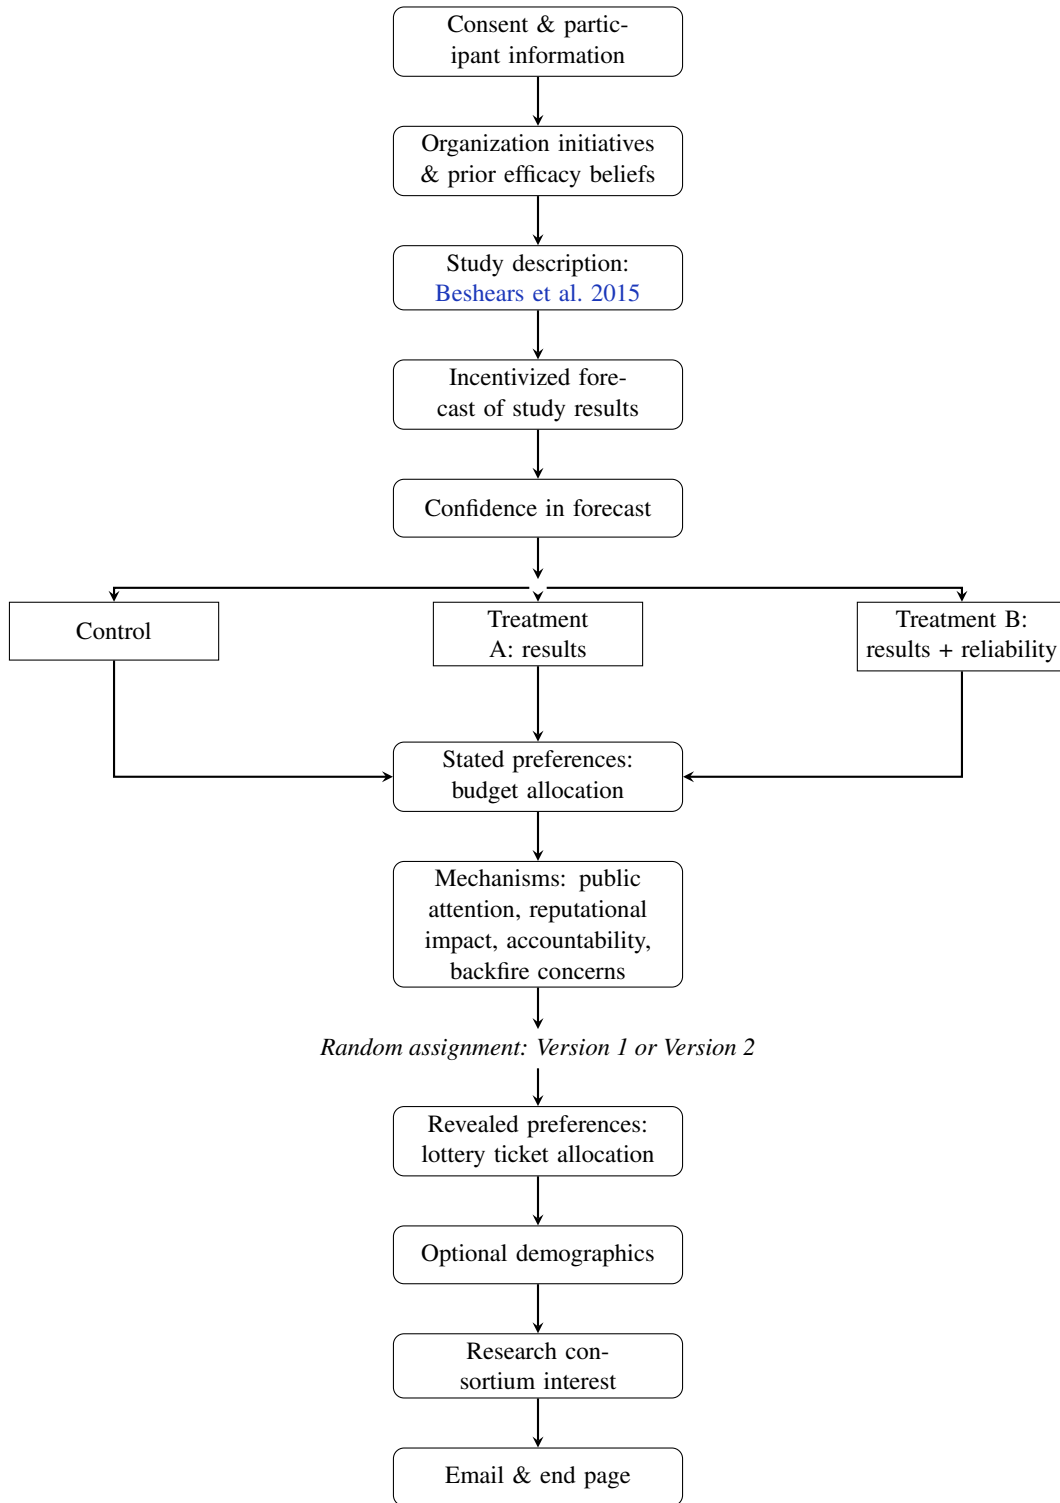 Consent & partic-
ipant information
Organization initiatives
& prior efficacy beliefs
Study description:
Beshears et al. 2015
Incentivized fore-
cast of study results
Confidence in forecast
Control
Treatment
A: results
Treatment B:
results + reliability
Stated preferences:
budget allocation
Mechanisms: public
attention, reputational
impact, accountability,
backfire concerns
Random assignment: Version 1 or Version 2
Revealed preferences:
lottery ticket allocation
Optional demographics
Research con-
sortium interest
Email & end page